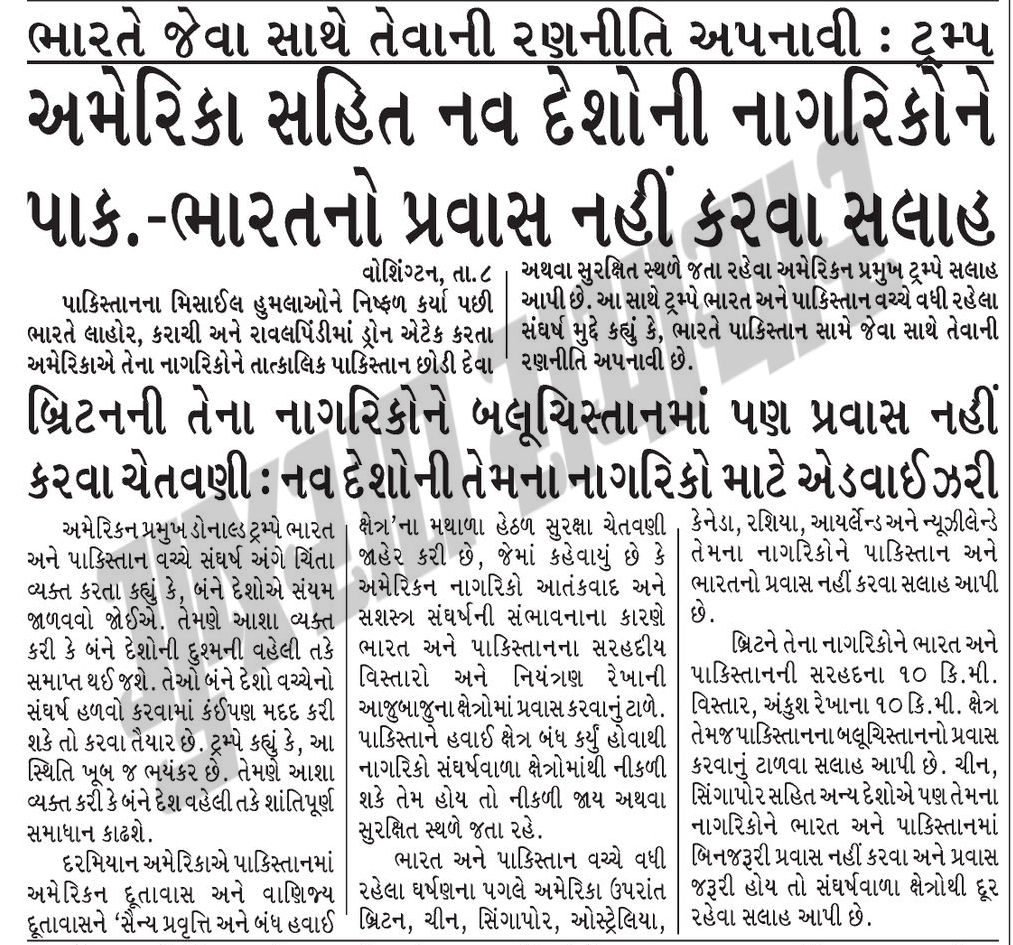 ભારતે જેવા સાથે તેવાની રણનીતિ અપનાવી : ટ્રમ્પ
અમેરિકા સહિત નવ દેશોની નાગરિકોને
પાક.-ભારતનો પ્રવાસ નહીં કરવા સલાહ
વોશિંગ્ટન, તા.૮
પાકિસ્તાનના મિસાઈલ હુમલાઓને નિષ્ફળ કર્યા પછી
ભારતે લાહોર, કરાચી અને રાવલપિંડીમાં ડ્રોન એટેક કરતા
અમેરિકાએ તેના નાગરિકોને તાત્કાલિક પાકિસ્તાન છોડી દેવા
અથવા સુરક્ષિત સ્થળે જતા રહેવા અમેરિકન પ્રમુખ ટ્રમ્પે સલાહ
આપી છે. આ સાથે ટ્રમ્પે ભારત અને પાકિસ્તાન વચ્ચે વધી રહેલા
સંઘર્ષ મુદ્દે કહ્યું કે, ભારતે પાકિસ્તાન સામે જેવા સાથે તેવાની
રણનીતિ અપનાવી છે.
બ્રિટનની તેના નાગરિકોને બલૂચિસ્તાનમાં પણ પ્રવાસ નહીં
કરવા ચેતવણી : નવ દેશોની તેમના નાગરિકો માટે એડવાઈઝરી
અમેરિકન પ્રમુખ ડોનાલ્ડ ટ્રમ્પે ભારત
અને પાકિસ્તાન વચ્ચે સંઘર્ષ અંગે ચિંતા
વ્યક્ત કરતા કહ્યું કે, બંને દેશોએ સંયમ
જાળવવો જોઈએ. તેમણે આશા વ્યક્ત
કરી કે બંને દેશોની દુશ્મની વહેલી તકે
સમાપ્ત થઈ જશે. તેઓ બંને દેશો વચ્ચેનો
સંઘર્ષ હળવો કરવામાં કંઈપણ મદદ કરી
શકે તો કરવા તૈયાર છે. ટ્રમ્પે કહ્યું કે, આ
સ્થિતિ ખૂબ જ ભયંકર છે. તેમણે આશા
વ્યક્ત કરી કે બંને દેશ વહેલી તકે શાંતિપૂર્ણ
સમાધાન કાઢશે.
દરમિયાન અમેરિકાએ પાકિસ્તાનમાં
અમેરિકન દૂતાવાસ અને વાણિજ્ય
દૂતાવાસને ‘સૈન્ય પ્રવૃત્તિ અને બંધ હવાઈ
ક્ષેત્ર’ના મથાળા હેઠળ સુરક્ષા ચેતવણી
જાહેર કરી છે, જેમાં કહેવાયું છે કે
અમેરિકન નાગરિકો આતંકવાદ અને
સશસ્ત્ર સંઘર્ષની સંભાવનાના કારણે
ભારત અને પાકિસ્તાનના સરહદીય
વિસ્તારો અને નિયંત્રણ રેખાની
આજુબાજુના ક્ષેત્રોમાં પ્રવાસ કરવાનું ટાળે.
પાકિસ્તાને હવાઈ ક્ષેત્ર બંધ કર્યું હોવાથી
નાગરિકો સંઘર્ષવાળા ક્ષેત્રોમાંથી નીકળી
શકે તેમ હોય તો નીકળી જાય અથવા
સુરક્ષિત સ્થળે જતા રહે.
ભારત અને પાકિસ્તાન વચ્ચે વધી
રહેલા ઘર્ષણના પગલે અમેરિકા ઉપરાંત
બ્રિટન, ચીન, સિંગાપોર, ઓસ્ટ્રેલિયા,
કેનેડા, રશિયા, આયર્લેન્ડ અને ન્યૂઝીલેન્ડે
તેમના નાગરિકોને પાકિસ્તાન અને
ભારતનો પ્રવાસ નહીં કરવા સલાહ આપી
છે.
બ્રિટને તેના નાગરિકોને ભારત અને
પાકિસ્તાનની સરહદના ૧૦ કિ.મી.
વિસ્તાર, અંકુશ રેખાના ૧૦ કિ.મી. ક્ષેત્ર
તેમજ પાકિસ્તાનના બલૂચિસ્તાનનો પ્રવાસ
કરવાનું ટાળવા સલાહ આપી છે. ચીન,
સિંગાપોર સહિત અન્ય દેશોએ પણ તેમના
નાગરિકોને ભારત અને પાકિસ્તાનમાં
બિનજરૂરી પ્રવાસ નહીં કરવા અને પ્રવાસ
જરૂરી હોય તો સંઘર્ષવાળા ક્ષેત્રોથી દૂર
રહેવા સલાહ આપી છે.
ગુજરાત સમાચાર